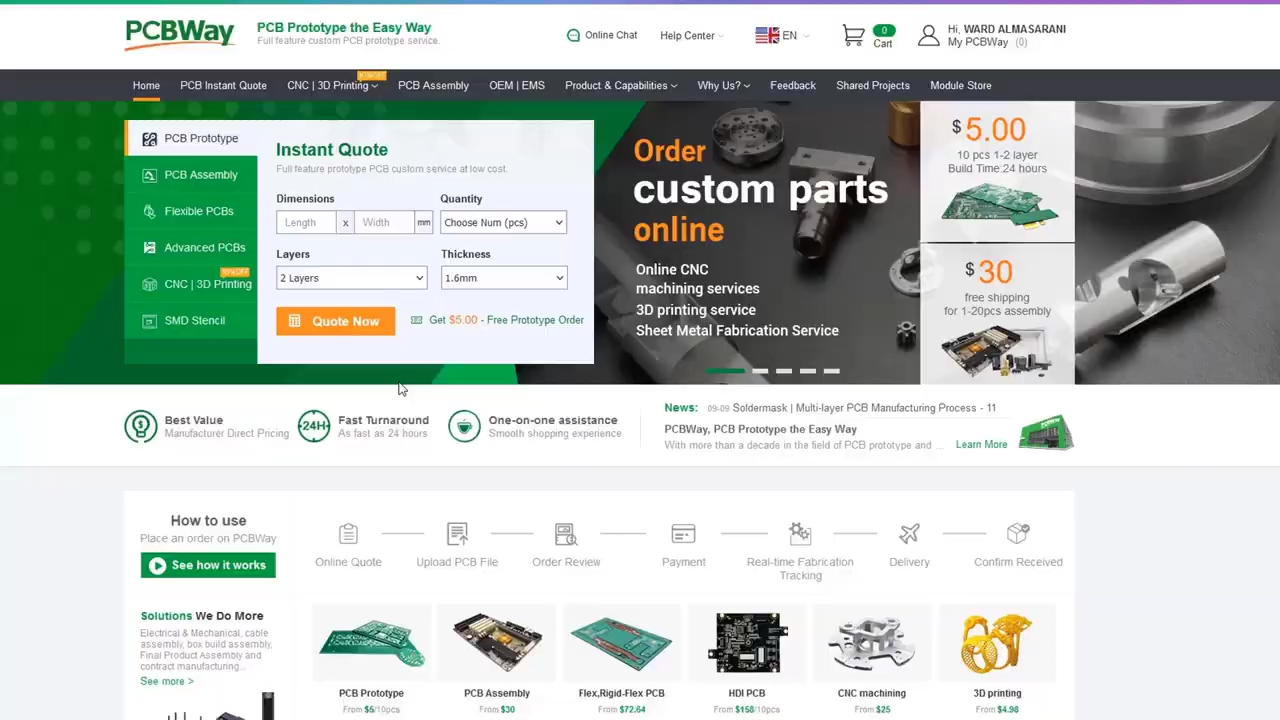 PCBWay
PCB Prototype the Easy Way
Full feature custom PCB prototype service.
Online Chat
Help Center
EN
0
Cart
Hi, WARD ALMASARANI
My PCBWay (0)
Home
PCB Instant Quote
CNC | 3D Printing
PCB Assembly
OEM | EMS
Product & Capabilities
Why Us?
Feedback
Shared Projects
Module Store
PCB Prototype
PCB Assembly
Flexible PCBs
Advanced PCBs
CNC | 3D Printing
SMD Stencil
Instant Quote
Full feature prototype PCB custom service at low cost.
Dimensions
Quantity
Length x Width mm
Choose Num (pcs)
Layers
Thickness
2 Layers
1.6mm
Quote Now
Get $5.00 - Free Prototype Order
Order
custom parts
online
Online CNC
machining services
3D printing service
Sheet Metal Fabrication Service
$5.00
10 pcs 1-2 layer
Build Time:24 hours
$30
free shipping
for 1-20pcs assembly
Best Value
Manufacturer Direct Pricing
24H
Fast Turnaround
As fast as 24 hours
One-on-one assistance
Smooth shopping experience
News: 09-09 Soldermask | Multi-layer PCB Manufacturing Process - 11
PCBWay, PCB Prototype the Easy Way
With more than a decade in the field of PCB prototype and ...
Learn More
How to use
Place an order on PCBWay
See how it works
Online Quote
Upload PCB File
Order Review
Payment
Real-time Fabrication
Tracking
Delivery
Confirm Received
Solutions We Do More
Electrical & Mechanical, cable
assembly, box build assembly,
Final Product Assembly and
contract manufacturing...
See more >
PCB Prototype
From $5/10pcs
PCB Assembly
From $30
Flex,Rigid-Flex PCB
From $72.64
HDI PCB
From $158/10pcs
CNC machining
From $25
3D printing
From $4.98